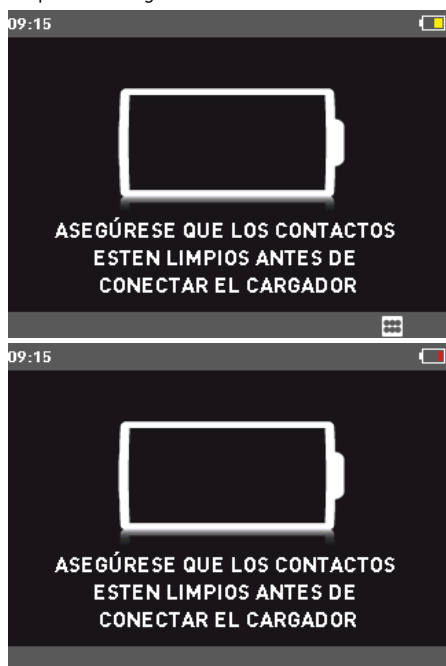 09:15
ASEGÚRESE QUE LOS CONTACTOS
ESTEN LIMPIOS ANTES DE
CONECTAR EL CARGADOR
09:15
ASEGÚRESE QUE LOS CONTACTOS
ESTEN LIMPIOS ANTES DE
CONECTAR EL CARGADOR